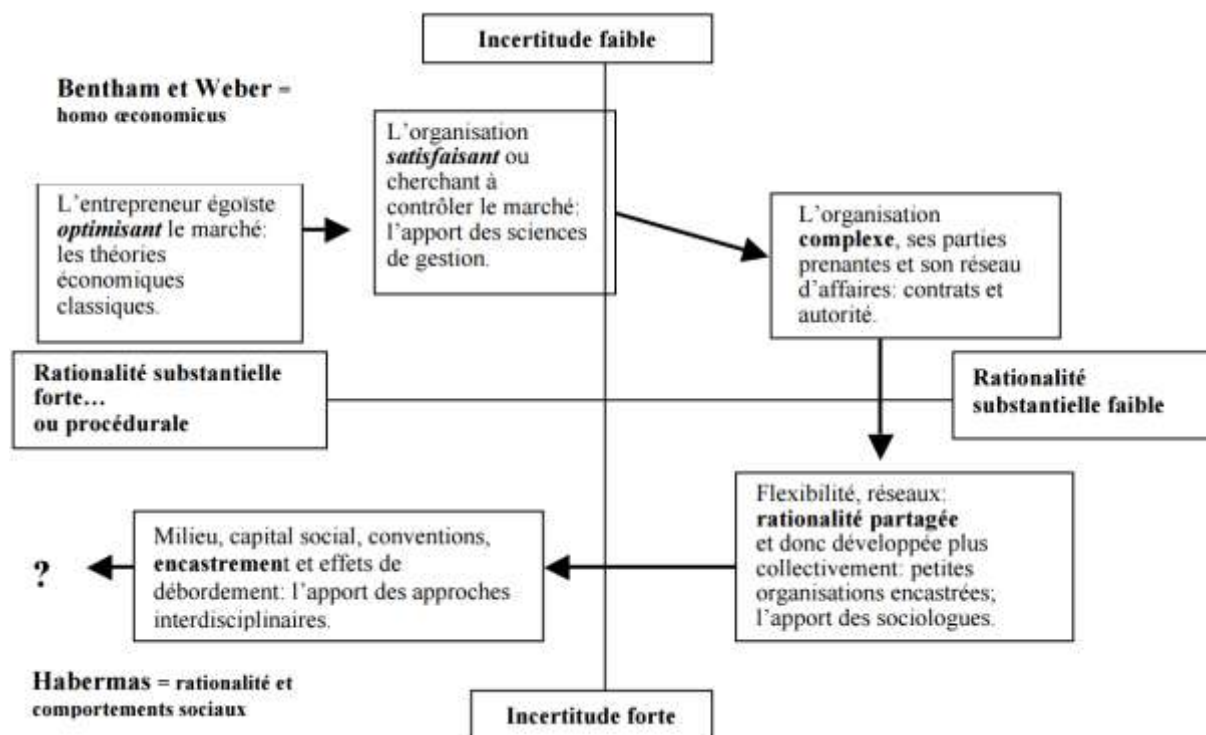 Incertitude faible
Bentham et Weber =
homo œconomicus
L'entrepreneur égoïste
optimisant le marché:
les théories
économiques
classiques.
L'organisation
satisfaisant ou
cherchant à
contrôler le marché:
l'apport des sciences
de gestion.
L'organisation
complexe, ses parties
prenantes et son réseau
d'affaires: contrats et
autorité.
Rationalité substantielle
forte…
ou procédurale
Rationalité
substantielle faible
Flexibilité, réseaux:
rationalité partagée
et donc développée plus
collectivement: petites
organisations encastrées;
l'apport des sociologues.
Milieu, capital social, conventions,
encastrement et effets de
débordement: l'apport des approches
interdisciplinaires.
?
Habermas = rationalité et
comportements sociaux
Incertitude forte